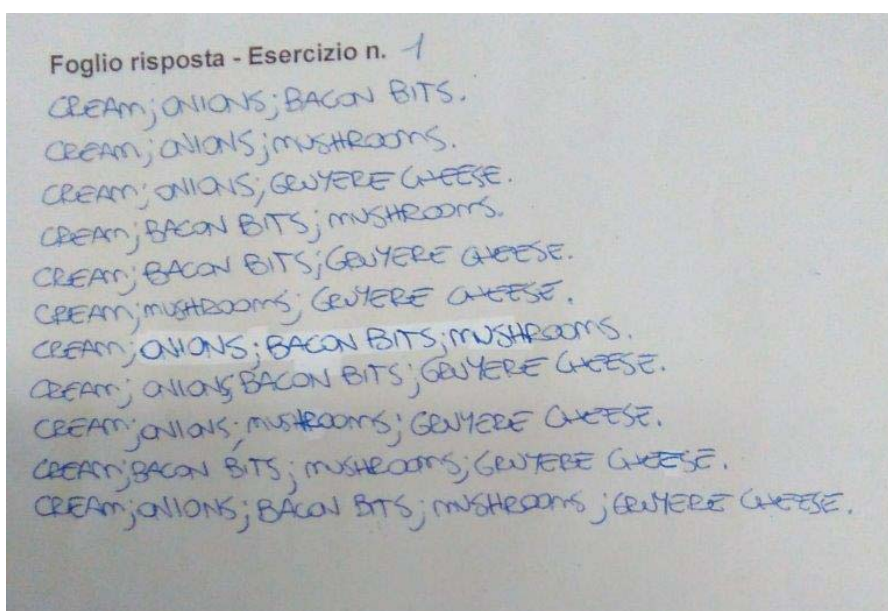 Foglio risposta - Esercizio n. 1
CREAM; ONIONS; BACON BITS.
CREAM; ONIONS; MUSHROOMS.
CREAM; ONIONS; GRUYERE CHEESE.
CREAM; BACON BITS; MUSHROOMS.
CREAM; BACON BITS; GRUYERE CHEESE.
CREAM; MUSHROOMS; GRUYERE CHEESE.
CREAM; ONIONS; BACON BITS; MUSHROOMS.
CREAM; ONIONS; BACON BITS; GRUYERE CHEESE.
CREAM; ONIONS; MUSHROOMS; GRUYERE CHEESE.
CREAM; BACON BITS; MUSHROOMS; GRUYERE CHEESE.
CREAM; ONIONS; BACON BITS; MUSHROOMS; GRUYERE CHEESE.